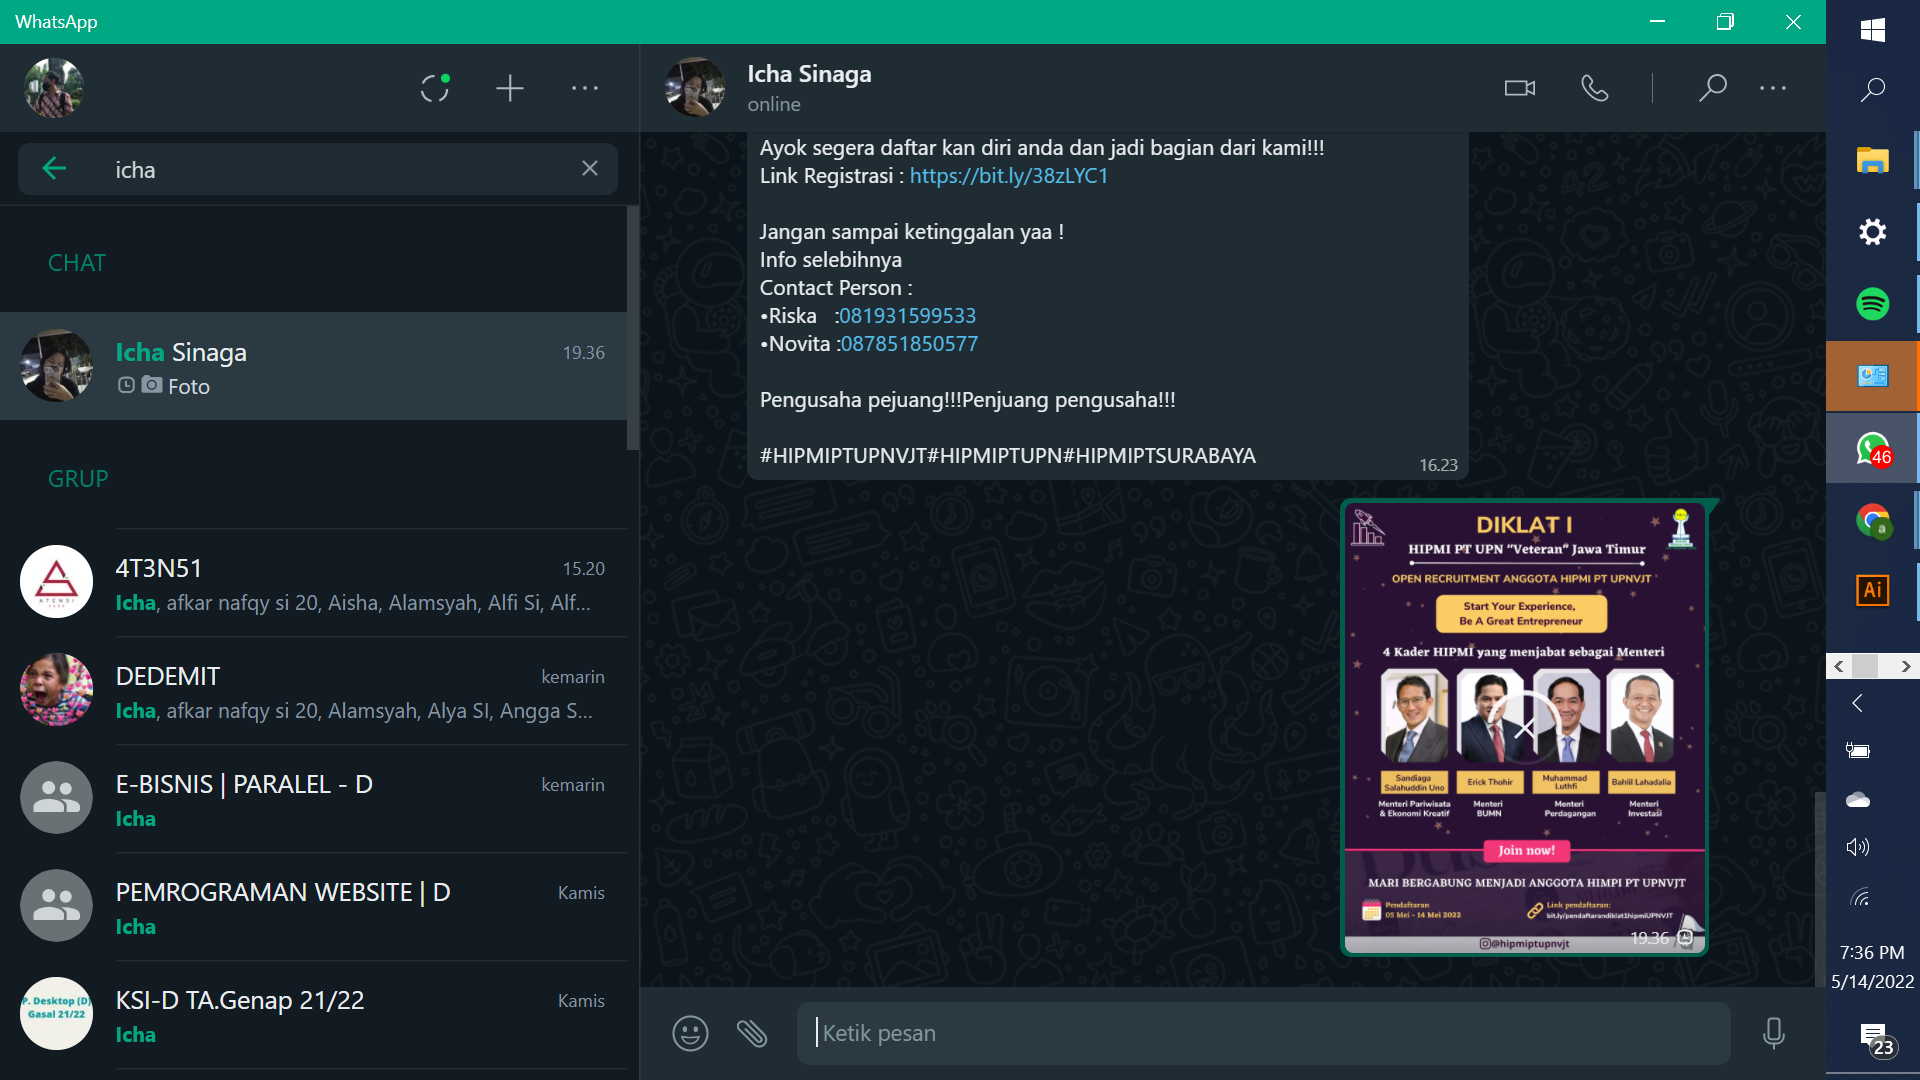 WhatsApp
icha
CHAT
Icha Sinaga
19.36
Foto
GRUP
4T3N51
15.20
Icha, afkar nafqy si 20, Aisha, Alamsyah, Alfi Si, Alf...
DEDEMIT
kemarin
Icha, afkar nafqy si 20, Alamsyah, Alya SI, Angga S...
E-BISNIS | PARALEL - D
kemarin
Icha
PEMROGRAMAN WEBSITE | D
Kamis
Icha
P. Desktop (D)
Gasal 21/22
KSI-D TA.Genap 21/22
Kamis
Icha
Icha Sinaga
online
Ayok segera daftar kan diri anda dan jadi bagian dari kami!!!
Link Registrasi : https://bit.ly/38zLYC1
Jangan sampai ketinggalan yaa !
Info selebihnya
Contact Person :
•Riska   :081931599533
•Novita :087851850577
Pengusaha pejuang!!!Penjuang pengusaha!!!
#HIPMIPTUPNVJT#HIPMIPTUPN#HIPMIPTSURABAYA
16.23
DIKLAT I
HIPMI PT UPN "Veteran" Jawa Timur
OPEN RECRUITMENT ANGGOTA HIPMI PT UPNVJT
Start Your Experience,
Be A Great Entrepreneur
4 Kader HIPMI yang menjabat sebagai Menteri
Sandiaga
Salahuddin Uno
Menteri Pariwisata
& Ekonomi Kreatif
Erick Thohir
Menteri
BUMN
Muhammad
Luthfi
Menteri
Perdagangan
Bahlil Lahadalia
Menteri
Investasi
Join now!
MARI BERGABUNG MENJADI ANGGOTA HIMPI PT UPNVJT
Pendaftaran
05 Mei - 14 Mei 2022
Link pendaftaran:
bit.ly/pendaftarandiklat1hipmiUPNVJT
@hipmiptupnvjt
19.36
Ketik pesan
46
a
Ai
7:36 PM
5/14/2022
23